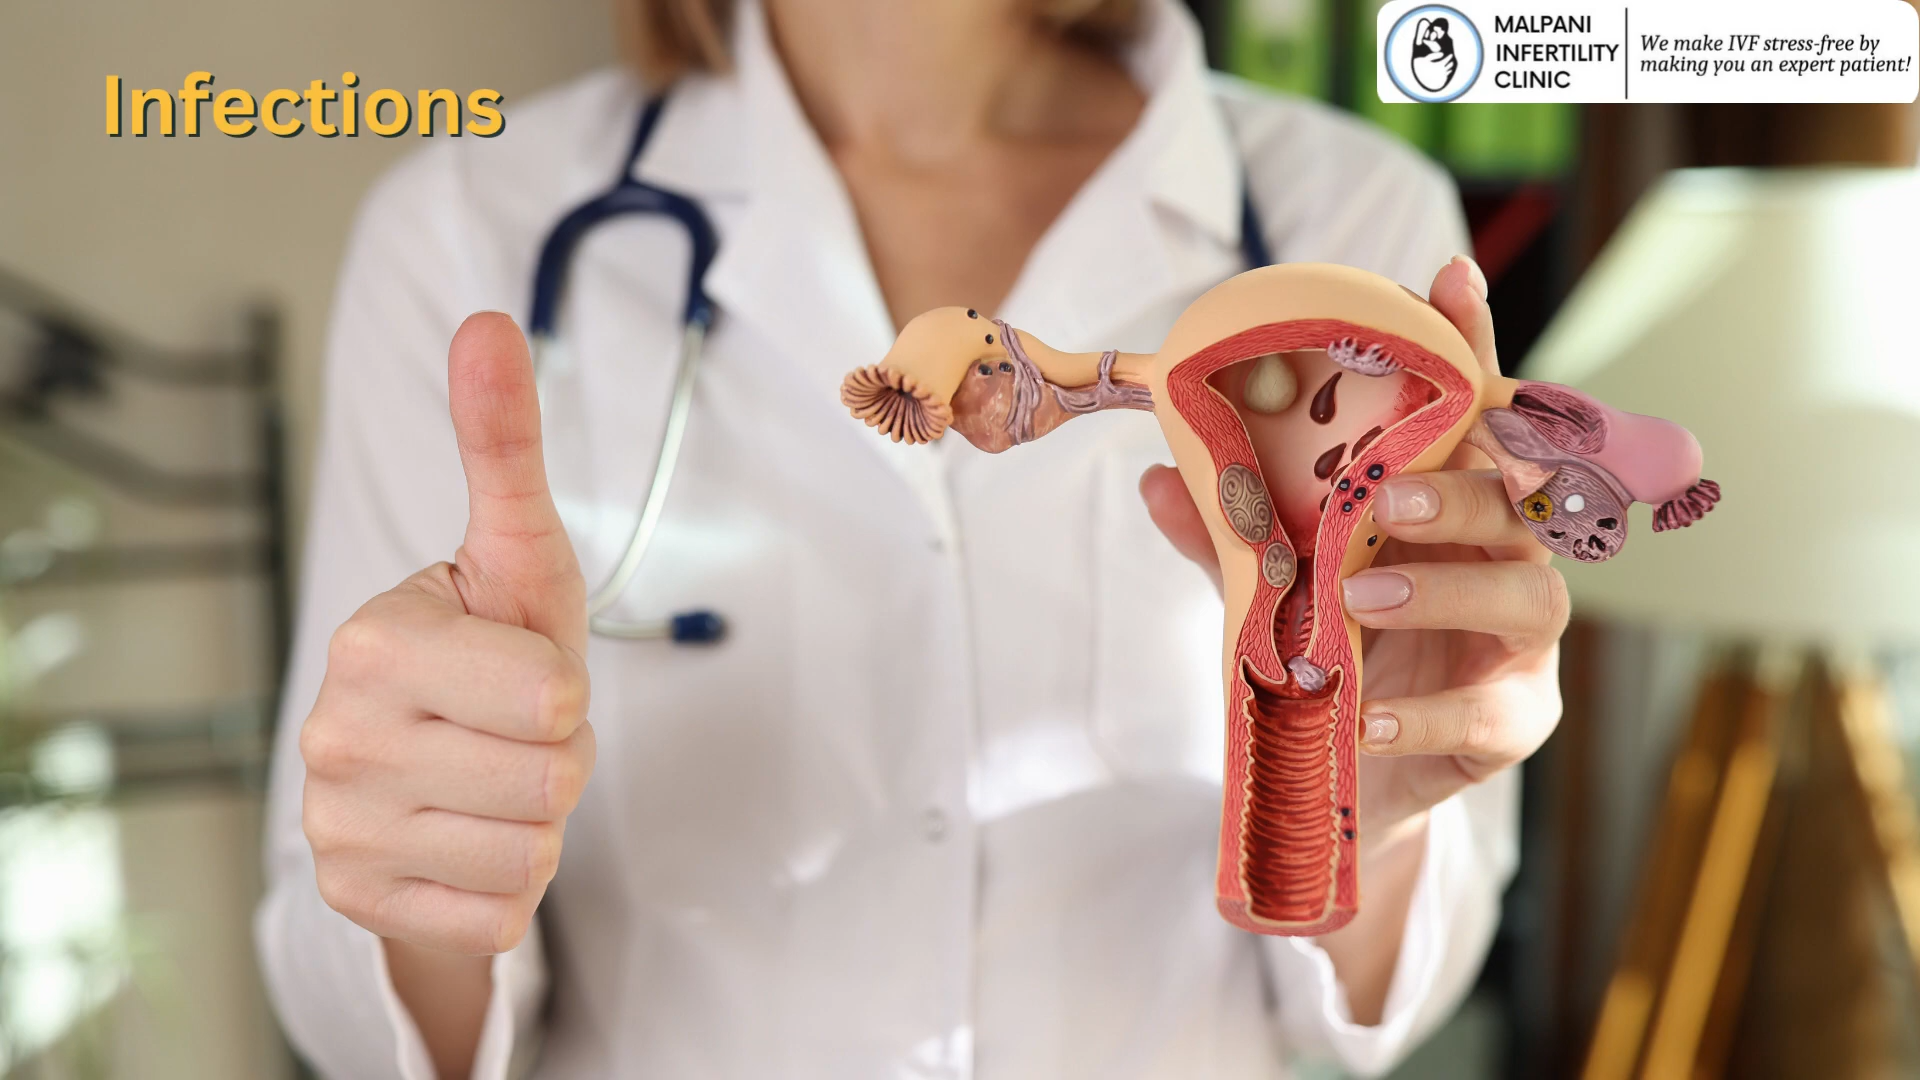 Infections
MALPANI
INFERTILITY
CLINIC
We make IVF stress-free by
making you an expert patient!